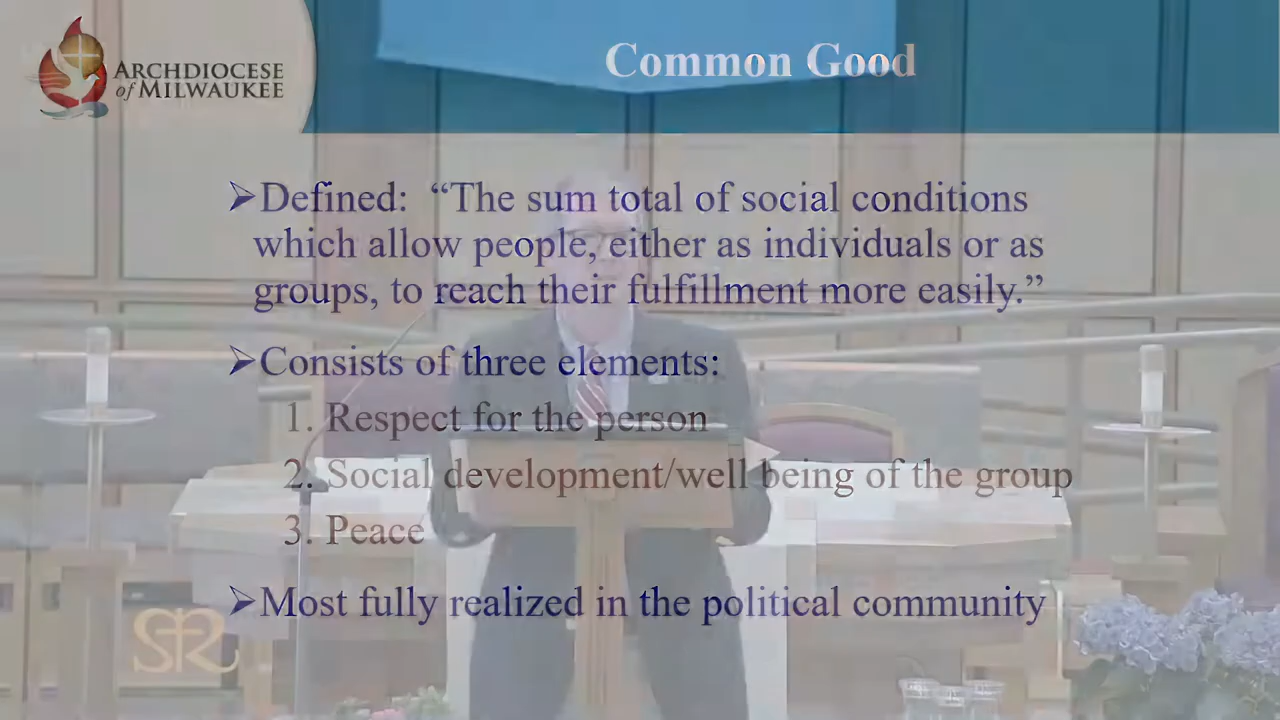 ARCHDIOCESE
of MILWAUKEE
Common Good
➢Defined: “The sum total of social conditions
which allow people, either as individuals or as
groups, to reach their fulfillment more easily.”
➢Consists of three elements:
1. Respect for the person
2. Social development/well being of the group
3. Peace
➢Most fully realized in the political community
SR